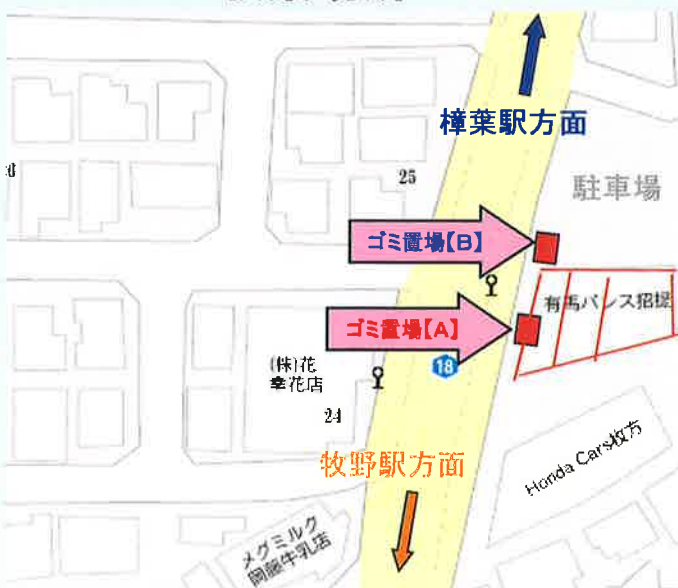 樟葉駅方面
25
駐車場
ゴミ置場【B】
有馬パレス招提
ゴミ置場【A】
18
(株)花
幸花店
24
牧野駅方面
Honda Cars枚方
メグミルク
岡藤牛乳店